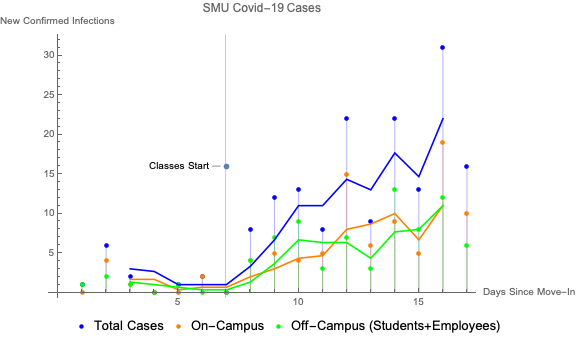 SMU Covid-19 Cases
New Confirmed Infections
30
25
20
15
10
5
Classes Start
5
10
15
Days Since Move-In
Total Cases
On-Campus
Off-Campus (Students+Employees)